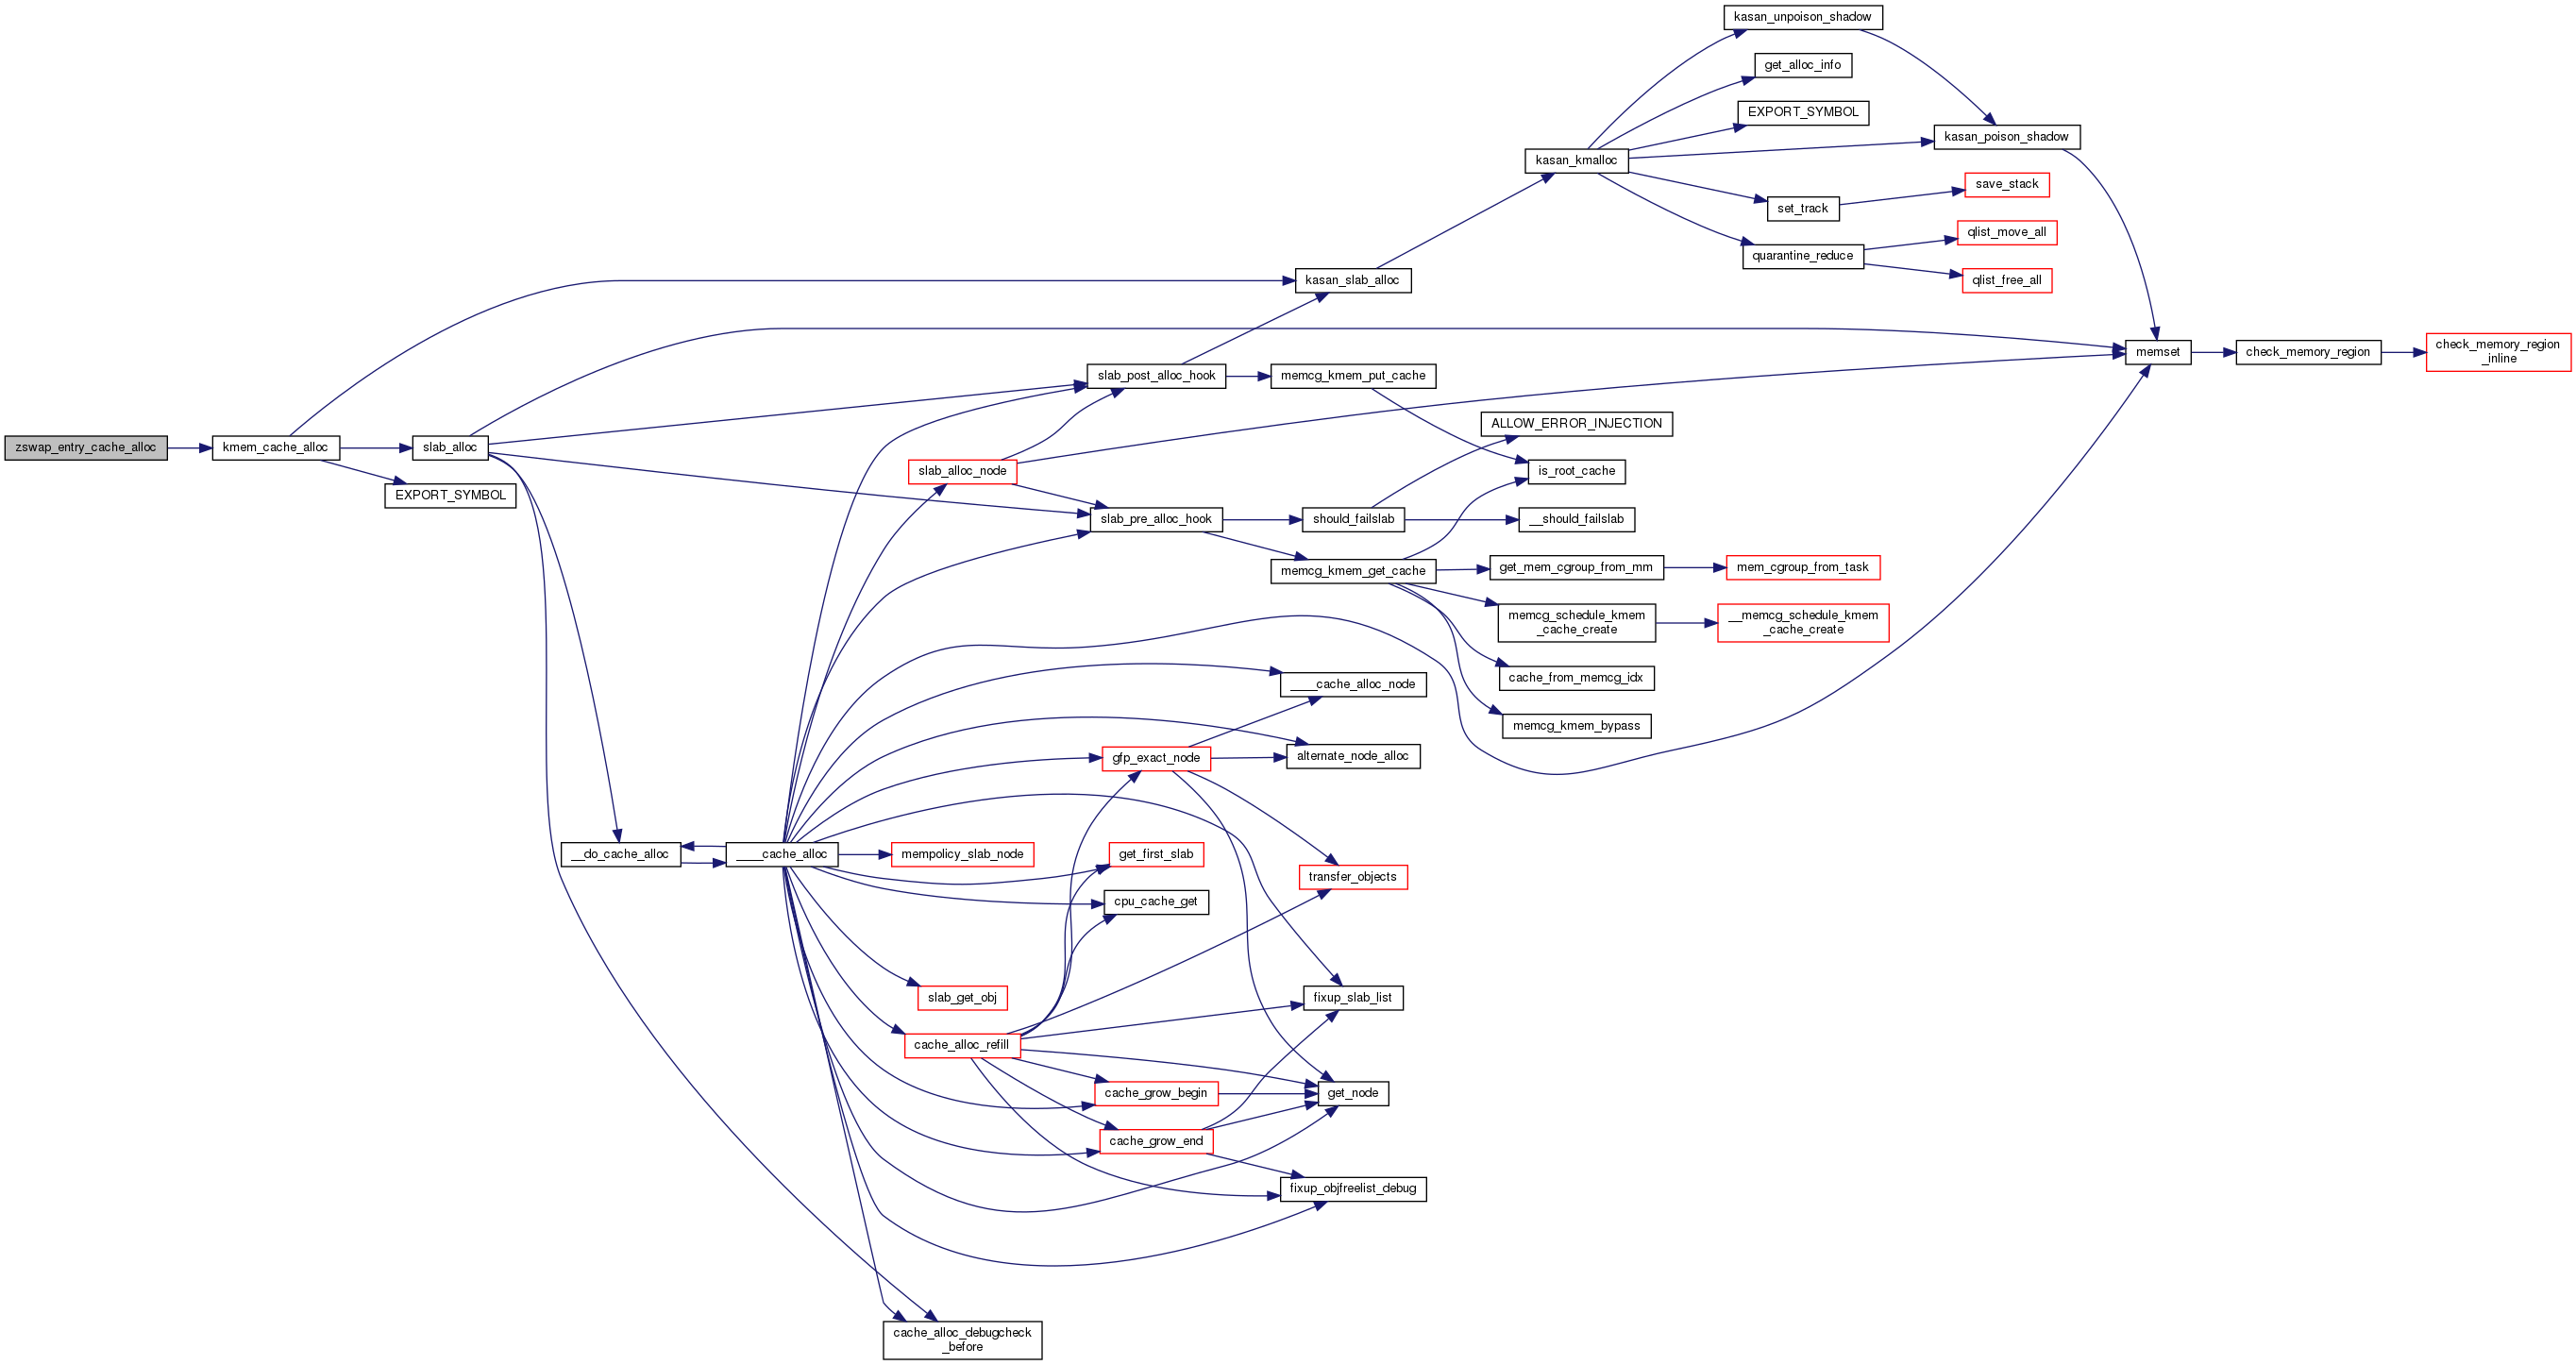 kasan_unpoison_shadow
get_alloc_info
EXPORT_SYMBOL
kasan_poison_shadow
kasan_kmalloc
save_stack
set_track
qlist_move_all
quarantine_reduce
qlist_free_all
kasan_slab_alloc
memset
check_memory_region
check_memory_region
_inline
slab_post_alloc_hook
memcg_kmem_put_cache
ALLOW_ERROR_INJECTION
zswap_entry_cache_alloc
kmem_cache_alloc
slab_alloc
slab_alloc_node
is_root_cache
EXPORT_SYMBOL
slab_pre_alloc_hook
should_failslab
__should_failslab
memcg_kmem_get_cache
get_mem_cgroup_from_mm
mem_cgroup_from_task
memcg_schedule_kmem
_cache_create
__memcg_schedule_kmem
_cache_create
cache_from_memcg_idx
____cache_alloc_node
memcg_kmem_bypass
gfp_exact_node
alternate_node_alloc
__do_cache_alloc
____cache_alloc
mempolicy_slab_node
get_first_slab
transfer_objects
cpu_cache_get
slab_get_obj
fixup_slab_list
cache_alloc_refill
cache_grow_begin
get_node
cache_grow_end
fixup_objfreelist_debug
cache_alloc_debugcheck
_before